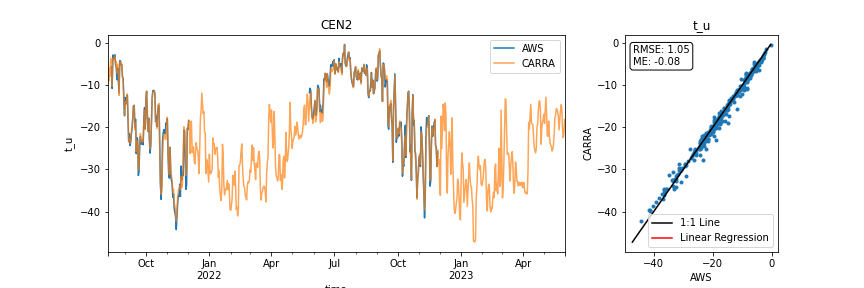 CEN2
t_u
0
−10
−20
−30
−40
t_u
AWS
CARRA
Oct
Jan
2022
Apr
Jul
Oct
Jan
2023
Apr
t_u
RMSE: 1.05
ME: -0.08
0
−10
−20
−30
−40
CARRA
1:1 Line
Linear Regression
−40
−20
0
AWS